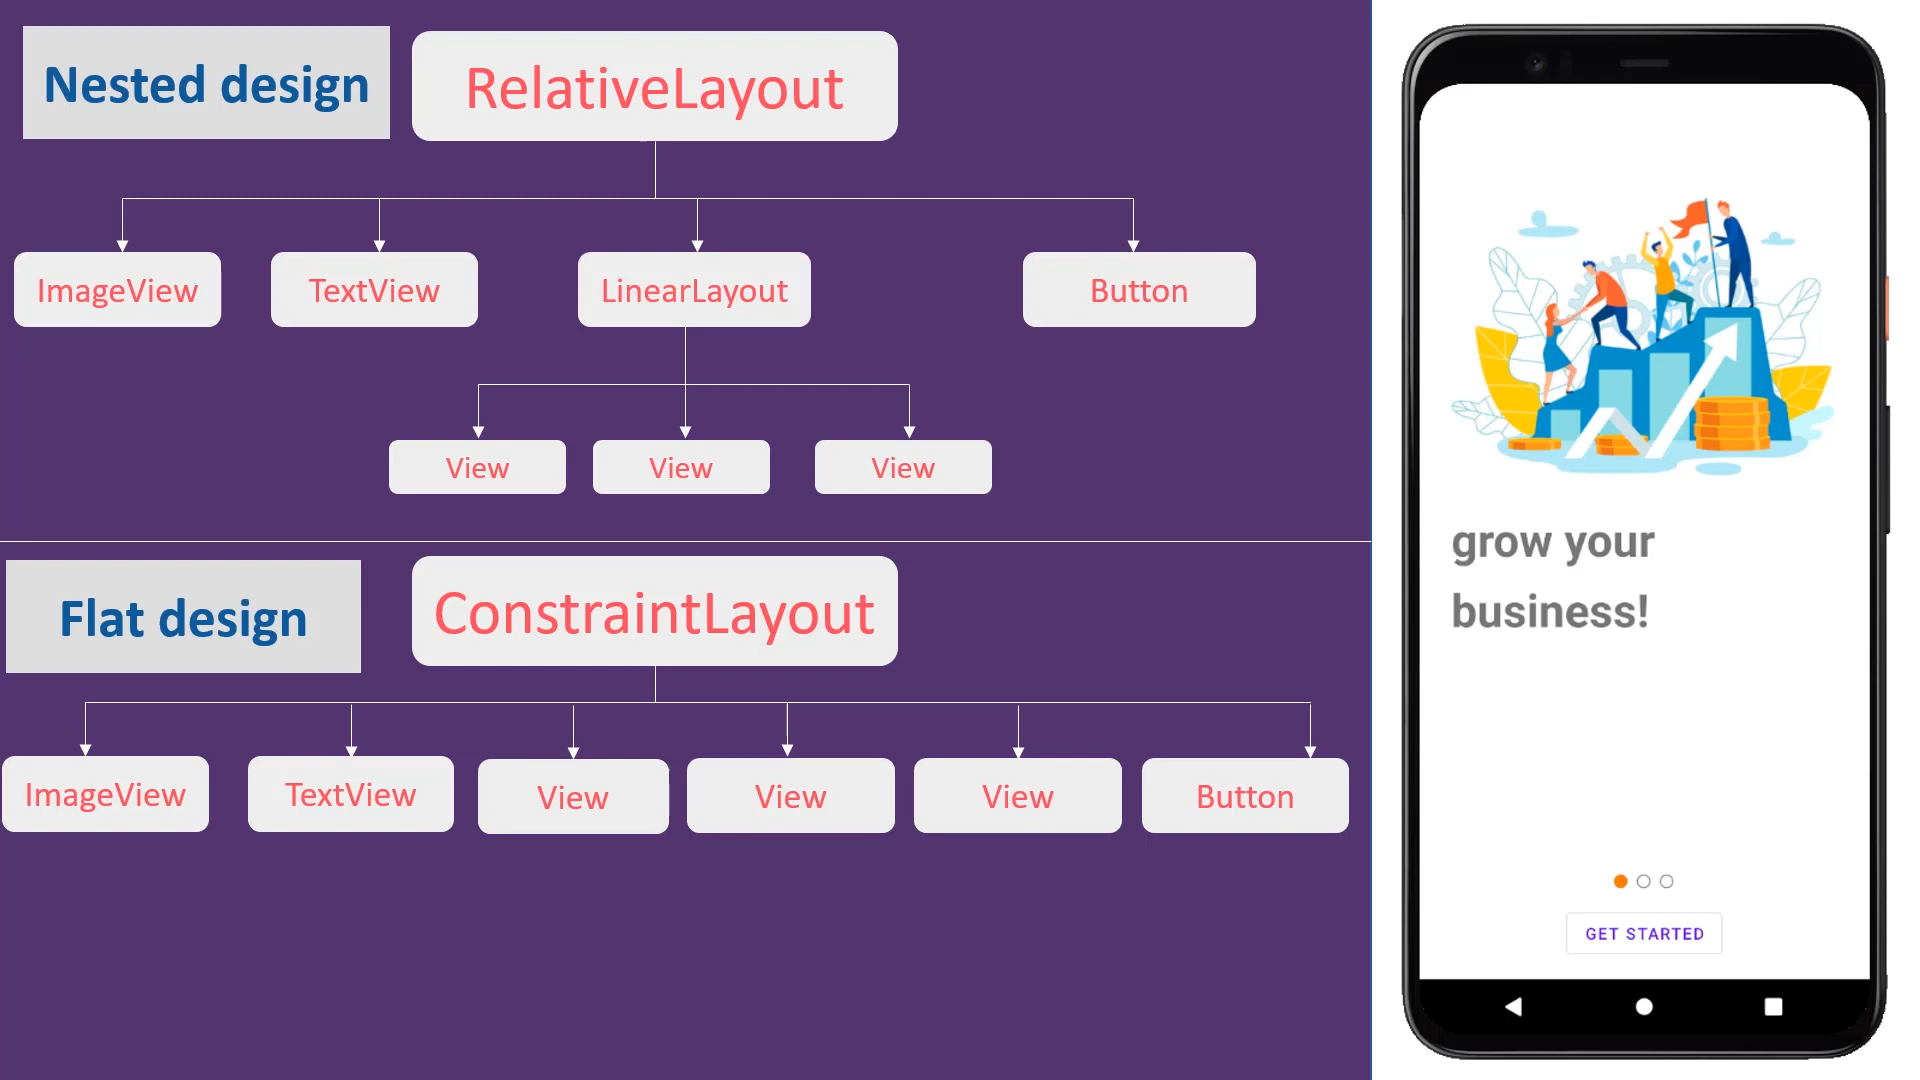 Nested design
RelativeLayout
ImageView
TextView
LinearLayout
Button
View
View
View
Flat design
ConstraintLayout
ImageView
TextView
View
View
View
Button
grow your
business!
GET STARTED